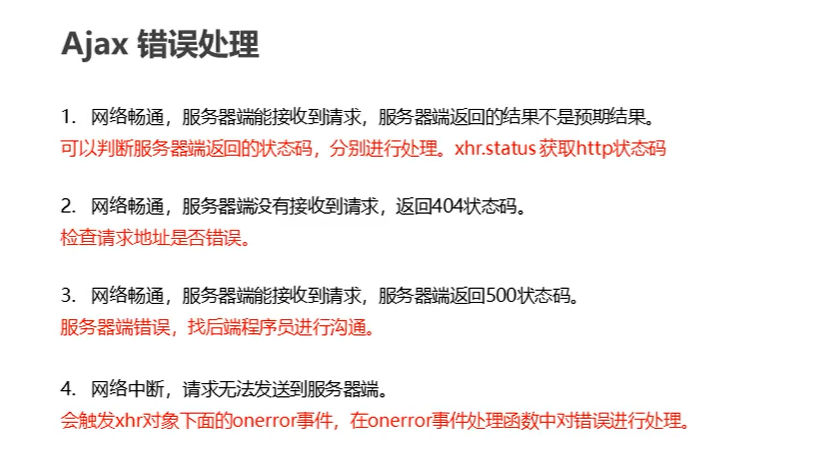 Ajax 错误处理
1. 网络畅通，服务器端能接收到请求，服务器端返回的结果不是预期结果。
可以判断服务器端返回的状态码，分别进行处理。xhr.status 获取http状态码
2. 网络畅通，服务器端没有接收到请求，返回404状态码。
检查请求地址是否错误。
3. 网络畅通，服务器端能接收到请求，服务器端返回500状态码。
服务器端错误，找后端程序员进行沟通。
4. 网络中断，请求无法发送到服务器端。
会触发xhr对象下面的onerror事件，在onerror事件处理函数中对错误进行处理。